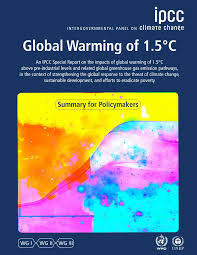 ipcc
INTERGOVERNMENTAL PANEL ON climate change
Global Warming of 1.5°C
An IPCC Special Report on the impacts of global warming of 1.5°C
above pre-industrial levels and related global greenhouse gas emission pathways,
in the context of strengthening the global response to the threat of climate change,
sustainable development, and efforts to eradicate poverty
Summary for Policymakers
WG I WG II WG III
WMO UNEP